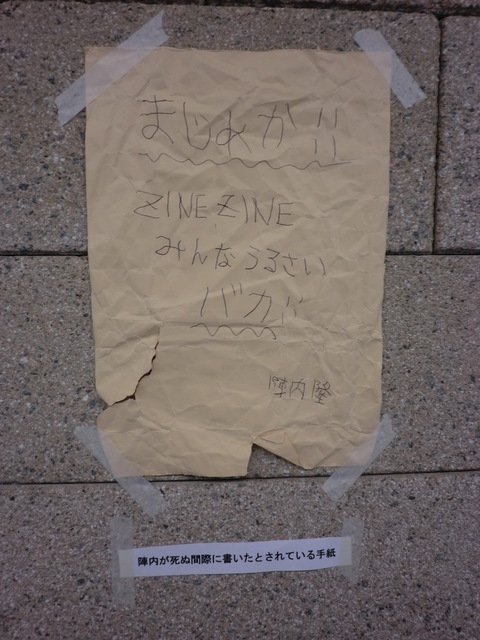 まじめか!!
ZINE ZINE
みんなうるさい
バカ!!
陣内隆
陣内が死ぬ間際に書いたとされている手紙